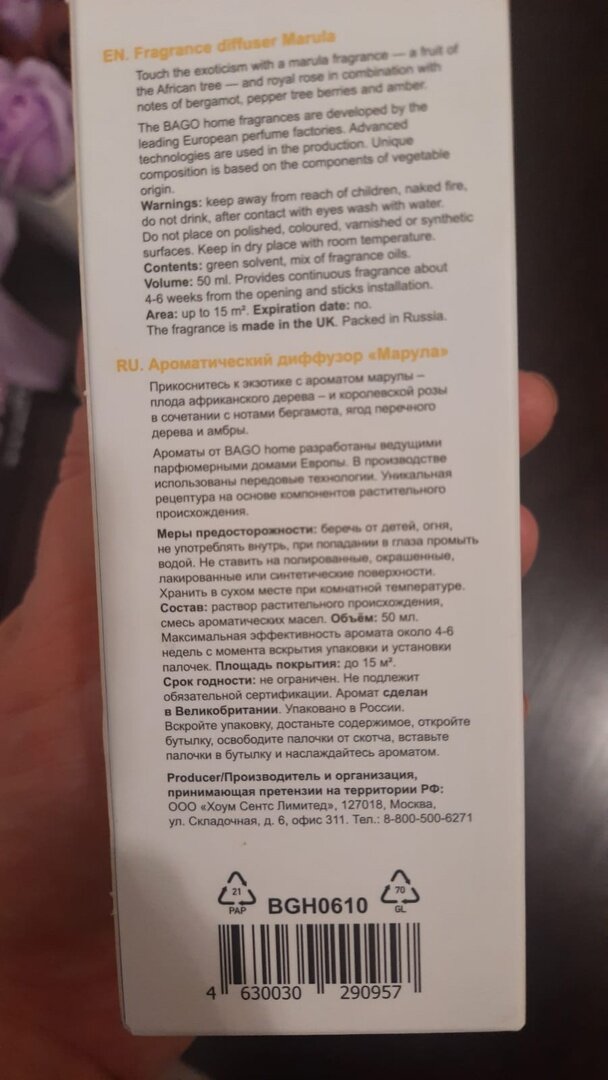 EN. Fragrance diffuser Marula
Touch the exoticism with a marula fragrance — a fruit of
the African tree — and royal rose in combination with
notes of bergamot, pepper tree berries and amber.
The BAGO home fragrances are developed by the
leading European perfume factories. Advanced
technologies are used in the production. Unique
composition is based on the components of vegetable
origin.
Warnings: keep away from reach of children, naked fire,
do not drink, after contact with eyes wash with water.
Do not place on polished, coloured, varnished or synthetic
surfaces. Keep in dry place with room temperature.
Contents: green solvent, mix of fragrance oils.
Volume: 50 ml. Provides continuous fragrance about
4-6 weeks from the opening and sticks installation.
Area: up to 15 m². Expiration date: no.
The fragrance is made in the UK. Packed in Russia.
RU. Ароматический диффузор «Марула»
Прикоснитесь к экзотике с ароматом марулы –
плода африканского дерева – и королевской розы
в сочетании с нотами бергамота, ягод перечного
дерева и амбры.
Ароматы от BAGO home разработаны ведущими
парфюмерными домами Европы. В производстве
использованы передовые технологии. Уникальная
рецептура на основе компонентов растительного
происхождения.
Меры предосторожности: беречь от детей, огня,
не употреблять внутрь, при попадании в глаза промыть
водой. Не ставить на полированные, окрашенные,
лакированные или синтетические поверхности.
Хранить в сухом месте при комнатной температуре.
Состав: раствор растительного происхождения,
смесь ароматических масел. Объём: 50 мл.
Максимальная эффективность аромата около 4-6
недель с момента вскрытия упаковки и установки
палочек. Площадь покрытия: до 15 м².
Срок годности: не ограничен. Не подлежит
обязательной сертификации. Аромат сделан
в Великобритании. Упаковано в России.
Вскройте упаковку, достаньте содержимое, откройте
бутылку, освободите палочки от скотча, вставьте
палочки в бутылку и наслаждайтесь ароматом.
Producer/Производитель и организация,
принимающая претензии на территории РФ:
ООО «Хоум Сентс Лимитед», 127018, Москва,
ул. Складочная, д. 6, офис 311. Тел.: 8-800-500-6271
21
PAP
BGH0610
70
GL
4 630030 290957